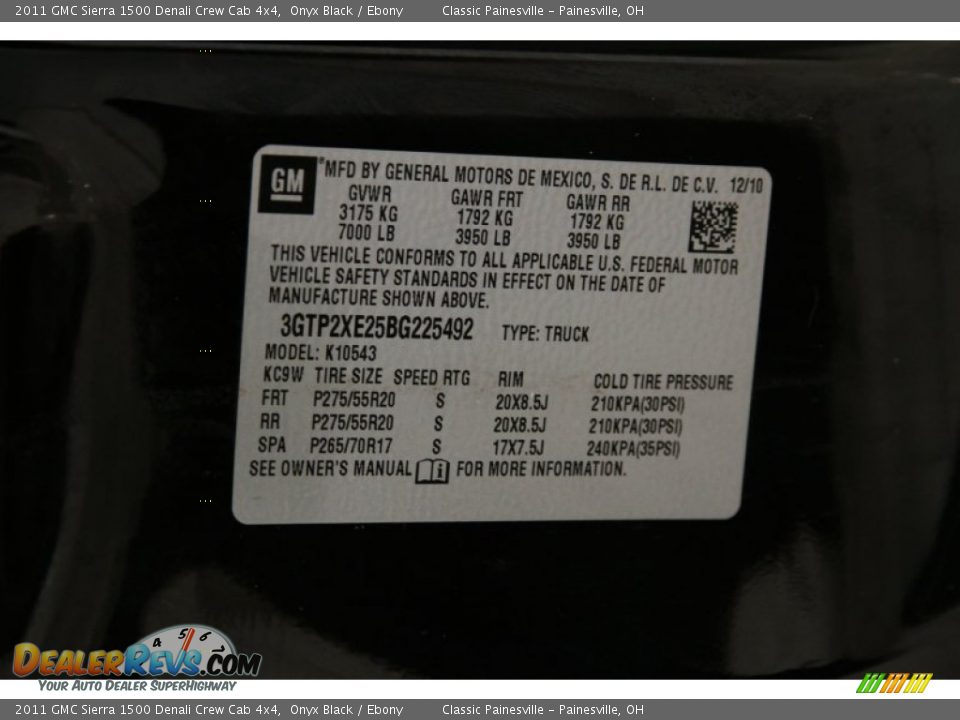 2011 GMC Sierra 1500 Denali Crew Cab 4x4, Onyx Black / Ebony Classic Painesville - Painesville, OH
GM
MFD BY GENERAL MOTORS DE MEXICO, S. DE R.L. DE C.V. 12/10
GVWR GAWR FRT GAWR RR
3175 KG 1792 KG 1792 KG
7000 LB 3950 LB 3950 LB
THIS VEHICLE CONFORMS TO ALL APPLICABLE U.S. FEDERAL MOTOR
VEHICLE SAFETY STANDARDS IN EFFECT ON THE DATE OF
MANUFACTURE SHOWN ABOVE.
3GTP2XE25BG225492 TYPE: TRUCK
MODEL: K10543
KC9W TIRE SIZE SPEED RTG RIM COLD TIRE PRESSURE
FRT P275/55R20 S 20X8.5J 210KPA(30PSI)
RR P275/55R20 S 20X8.5J 210KPA(30PSI)
SPA P265/70R17 S 17X7.5J 240KPA(35PSI)
SEE OWNER'S MANUAL i FOR MORE INFORMATION.
4 5 6
DEALERREVS.COM
YOUR AUTO DEALER SUPERHIGHWAY
2011 GMC Sierra 1500 Denali Crew Cab 4x4, Onyx Black / Ebony Classic Painesville - Painesville, OH